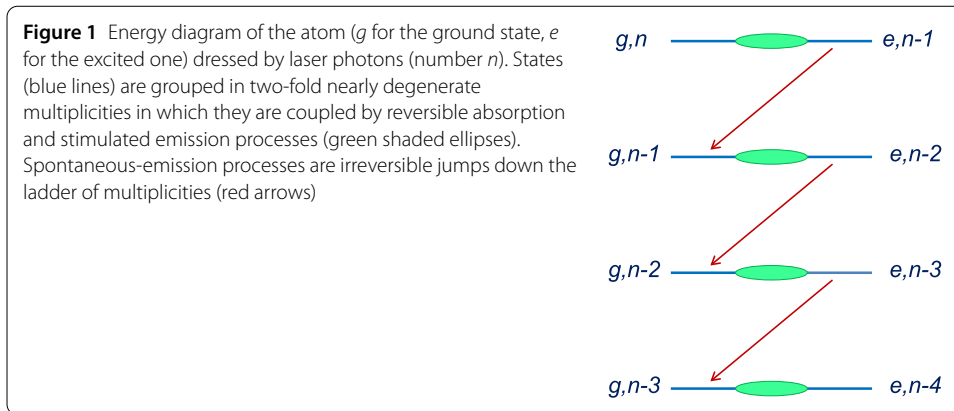 Figure 1 Energy diagram of the atom (g for the ground state, e
for the excited one) dressed by laser photons (number n). States
(blue lines) are grouped in two-fold nearly degenerate
multiplicities in which they are coupled by reversible absorption
and stimulated emission processes (green shaded ellipses).
Spontaneous-emission processes are irreversible jumps down the
ladder of multiplicities (red arrows)
g,n
e,n-1
g,n-1
e,n-2
g,n-2
e,n-3
g,n-3
e,n-4